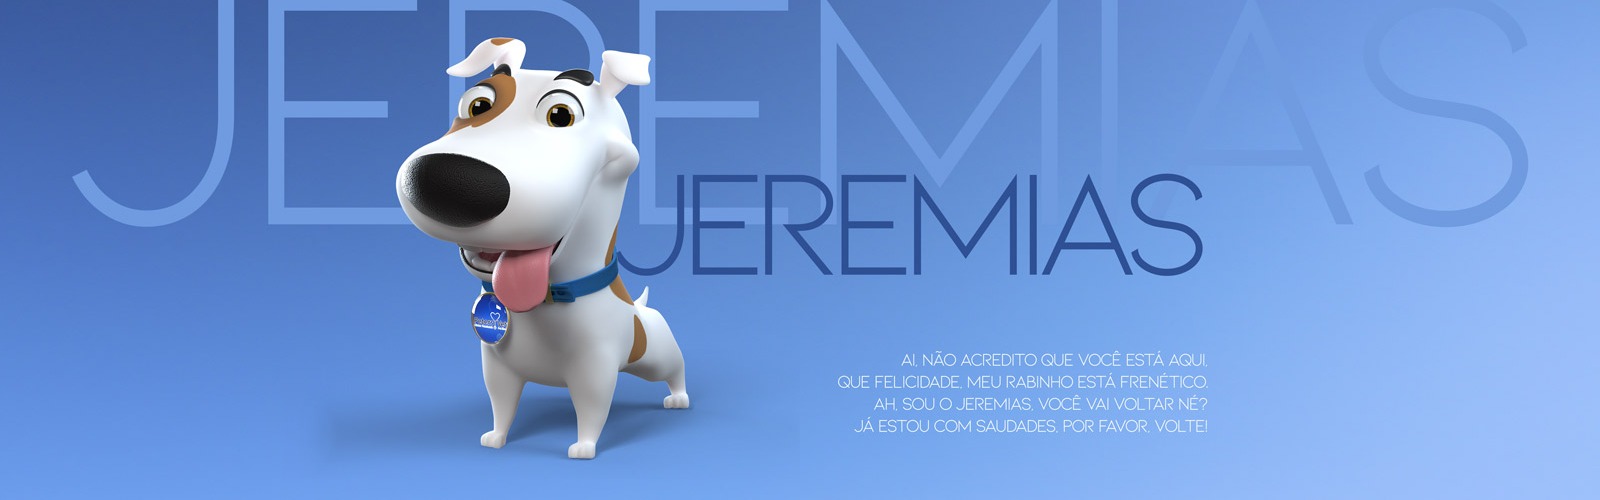 JEREMIAS
JEREMIAS
AI, NÃO ACREDITO QUE VOCÊ ESTÁ AQUI,
QUE FELICIDADE, MEU RABINHO ESTÁ FRENÉTICO.
AH, SOU O JEREMIAS, VOCÊ VAI VOLTAR NÉ?
JÁ ESTOU COM SAUDADES, POR FAVOR, VOLTE!